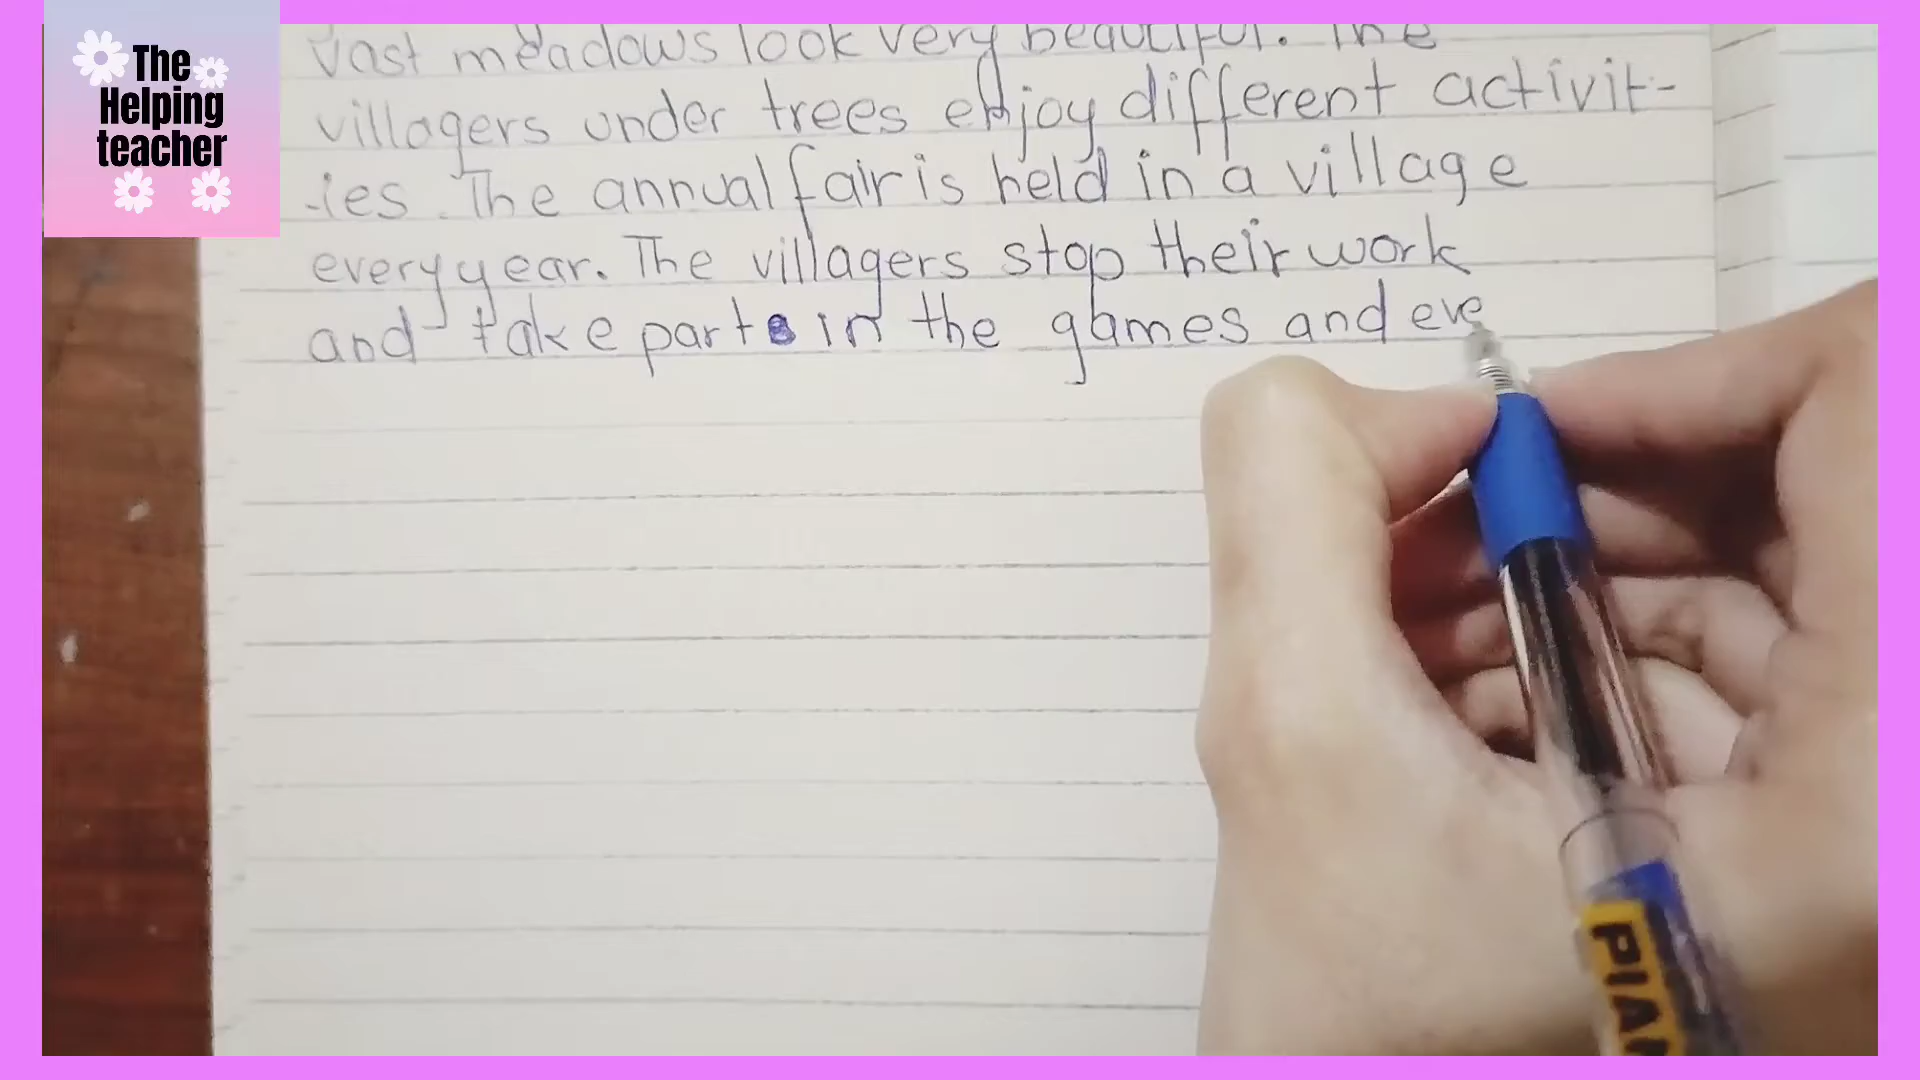 The
Helping
teacher
vast meadows look very beautiful. The
villagers under trees enjoy different activit-
-ies. The annual fair is held in a village
every year. The villagers stop their work
and take part in the games and eve
PIAN